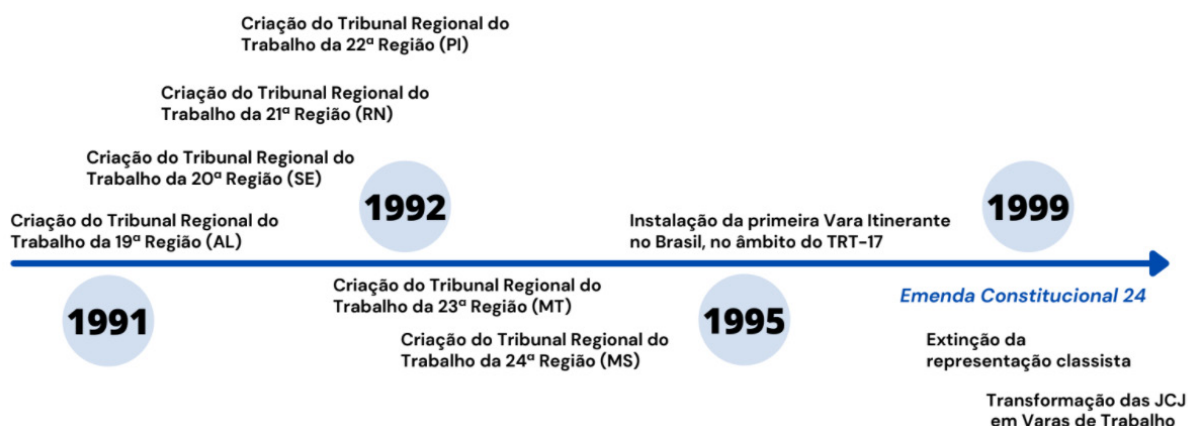 Criação do Tribunal Regional do
Trabalho da 22ª Região (PI)
Criação do Tribunal Regional do
Trabalho da 21ª Região (RN)
Criação do Tribunal Regional do
Trabalho da 20ª Região (SE)
Criação do Tribunal Regional do
Trabalho da 19ª Região (AL)
1991
1992
Criação do Tribunal Regional do
Trabalho da 23ª Região (MT)
Criação do Tribunal Regional do
Trabalho da 24ª Região (MS)
Instalação da primeira Vara Itinerante
no Brasil, no âmbito do TRT-17
1995
1999
Emenda Constitucional 24
Extinção da
representação classista
Transformação das JCJ
em Varas de Trabalho